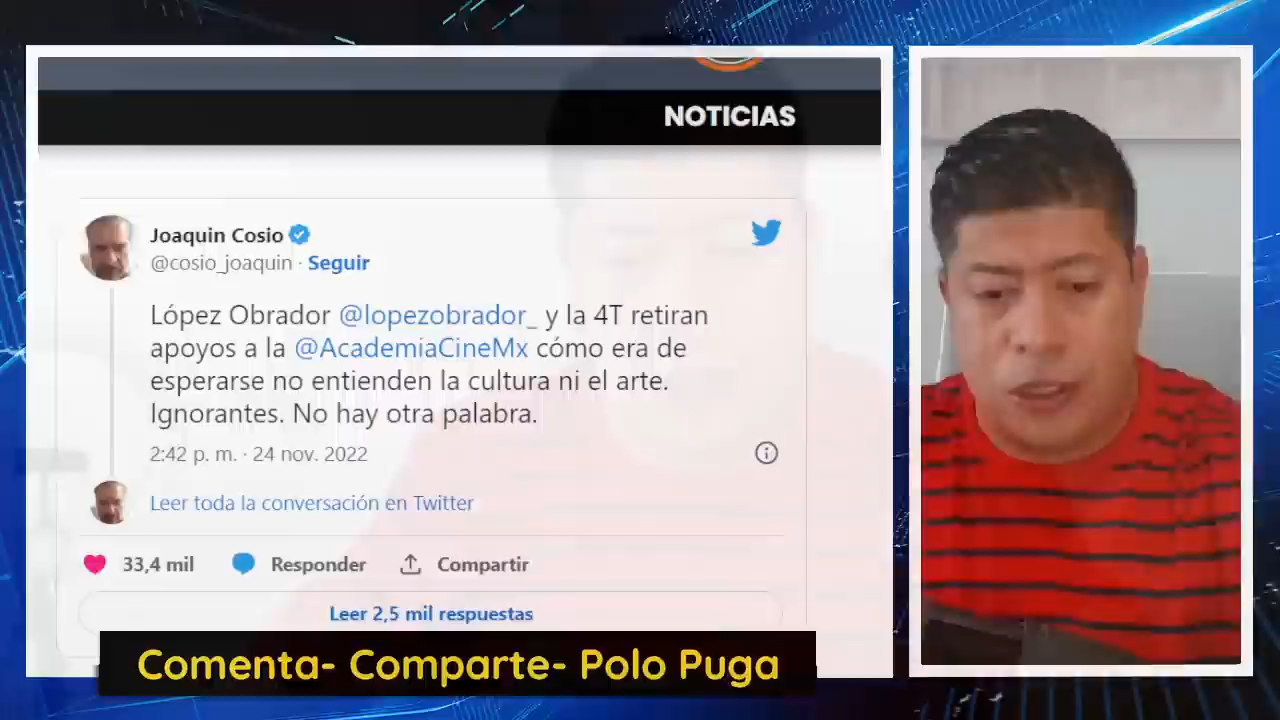 NOTICIAS
Joaquin Cosio
@cosio_joaquin · Seguir
López Obrador @lopezobrador_ y la 4T retiran
apoyos a la @AcademiaCineMx cómo era de
esperarse no entienden la cultura ni el arte.
Ignorantes. No hay otra palabra.
2:42 p. m. · 24 nov. 2022
Leer toda la conversación en Twitter
33,4 mil Responder Compartir
Leer 2,5 mil respuestas
Comenta- Comparte- Polo Puga